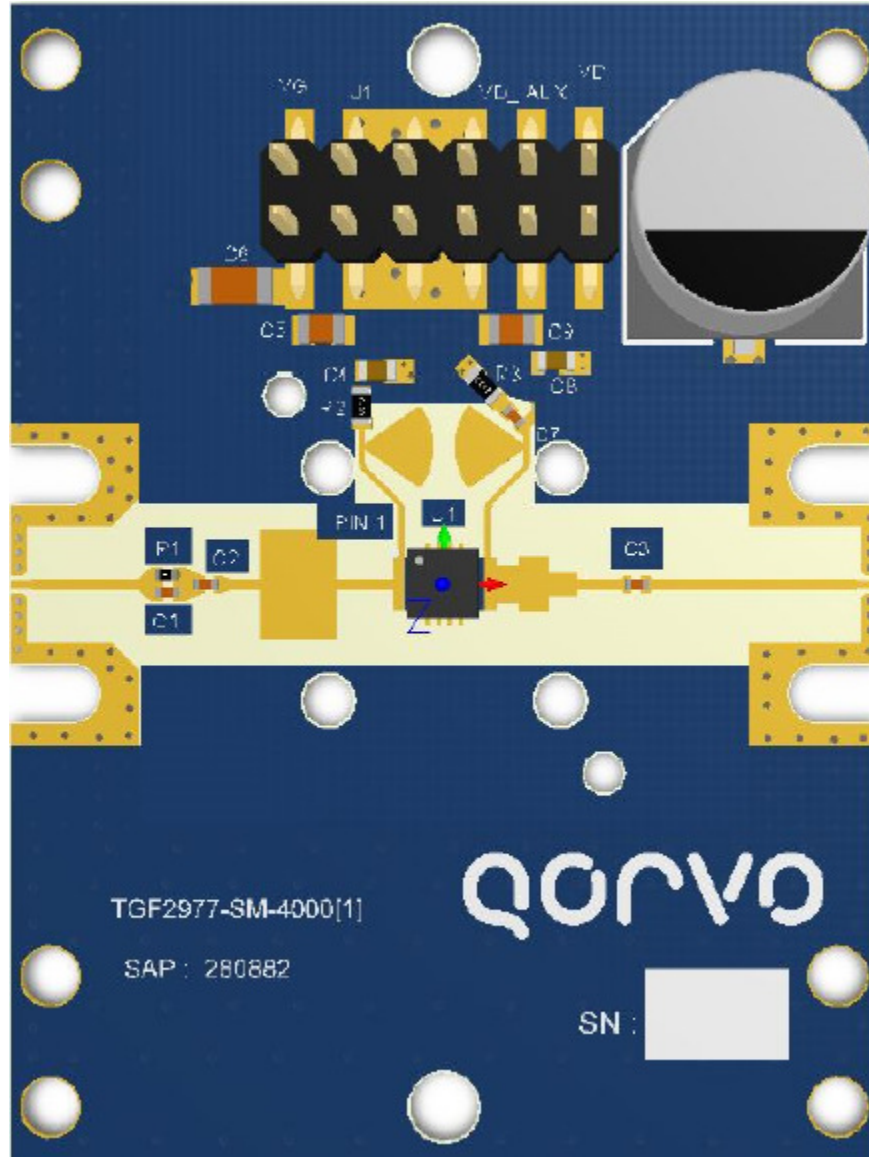 VG J1 VD_AUX VD
C6
C5 C9
C4 R3 C8
R2 C7
PIN 1 U1
R1 C2 C3
C1
Z
QORVO
TGF2977-SM-4000[1]
SAP : 280882
SN :